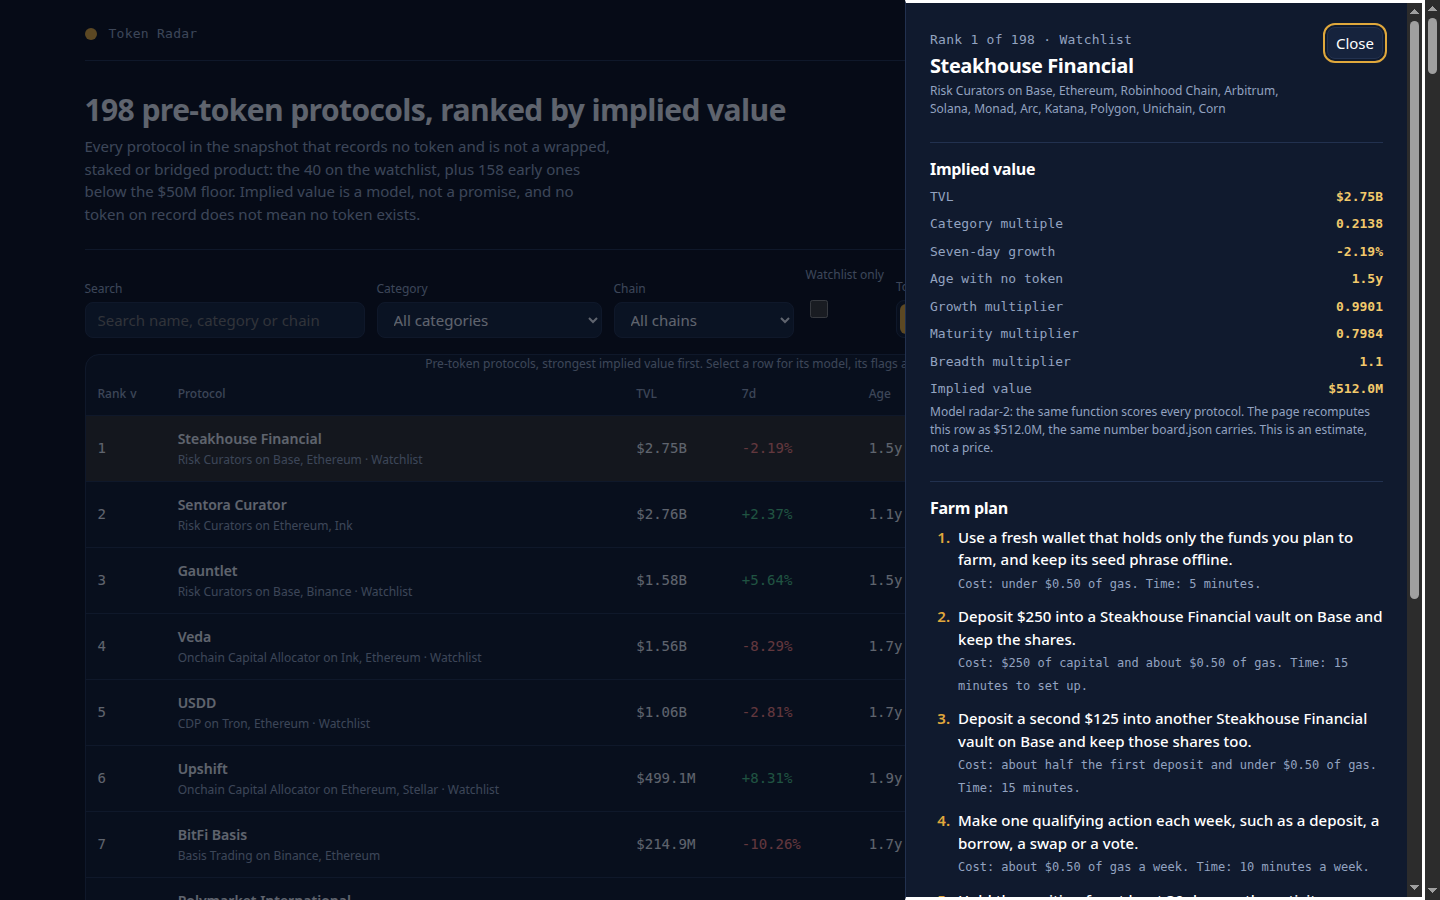 Token Radar
198 pre-token protocols, ranked by implied value
Every protocol in the snapshot that records no token and is not a wrapped,
staked or bridged product: the 40 on the watchlist, plus 158 early ones
below the $50M floor. Implied value is a model, not a promise, and no
token on record does not mean no token exists.
Search
Category
Chain
Watchlist only
Search name, category or chain
All categories
All chains
Pre-token protocols, strongest implied value first. Select a row for its model, its flags
Rank v Protocol TVL 7d Age
1 Steakhouse Financial $2.75B -2.19% 1.5y
Risk Curators on Base, Ethereum · Watchlist
2 Sentora Curator $2.76B +2.37% 1.1y
Risk Curators on Ethereum, Ink
3 Gauntlet $1.58B +5.64% 1.5y
Risk Curators on Base, Binance · Watchlist
4 Veda $1.56B -8.29% 1.7y
Onchain Capital Allocator on Ink, Ethereum · Watchlist
5 USDD $1.06B -2.81% 1.7y
CDP on Tron, Ethereum · Watchlist
6 Upshift $499.1M +8.31% 1.9y
Onchain Capital Allocator on Ethereum, Stellar · Watchlist
7 BitFi Basis $214.9M -10.26% 1.7y
Basis Trading on Binance, Ethereum
Polymarket International
Rank 1 of 198 · Watchlist
Close
Steakhouse Financial
Risk Curators on Base, Ethereum, Robinhood Chain, Arbitrum,
Solana, Monad, Arc, Katana, Polygon, Unichain, Corn
Implied value
TVL $2.75B
Category multiple 0.2138
Seven-day growth -2.19%
Age with no token 1.5y
Growth multiplier 0.9901
Maturity multiplier 0.7984
Breadth multiplier 1.1
Implied value $512.0M
Model radar-2: the same function scores every protocol. The page recomputes
this row as $512.0M, the same number board.json carries. This is an estimate,
not a price.
Farm plan
1. Use a fresh wallet that holds only the funds you plan to
farm, and keep its seed phrase offline.
Cost: under $0.50 of gas. Time: 5 minutes.
2. Deposit $250 into a Steakhouse Financial vault on Base and
keep the shares.
Cost: $250 of capital and about $0.50 of gas. Time: 15
minutes to set up.
3. Deposit a second $125 into another Steakhouse Financial
vault on Base and keep those shares too.
Cost: about half the first deposit and under $0.50 of gas.
Time: 15 minutes.
4. Make one qualifying action each week, such as a deposit, a
borrow, a swap or a vote.
Cost: about $0.50 of gas a week. Time: 10 minutes a week.